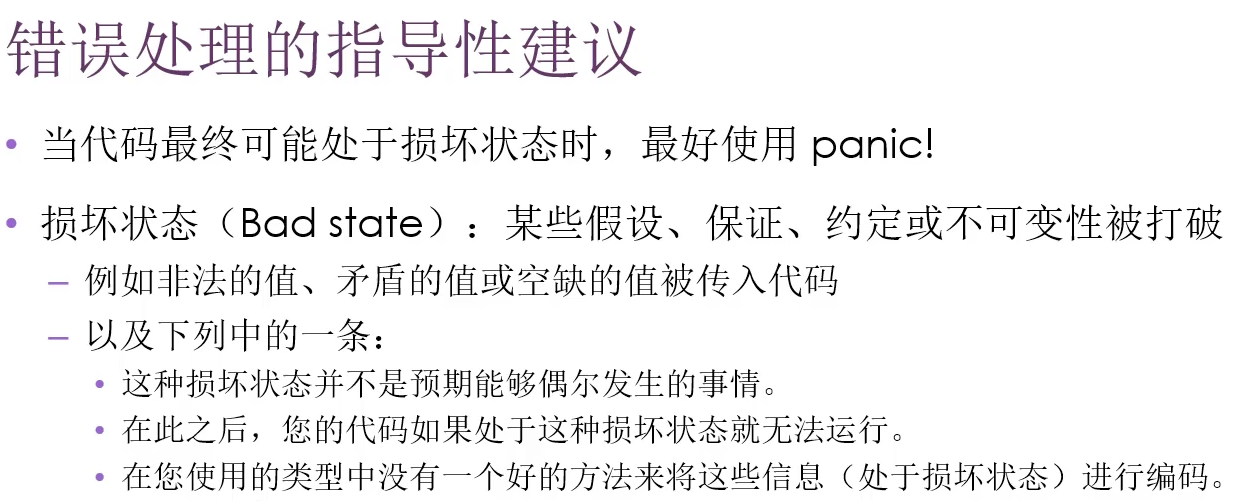 错误处理的指导性建议
• 当代码最终可能处于损坏状态时，最好使用 panic!
• 损坏状态（Bad state）：某些假设、保证、约定或不可变性被打破
– 例如非法的值、矛盾的值或空缺的值被传入代码
– 以及下列中的一条：
• 这种损坏状态并不是预期能够偶尔发生的事情。
• 在此之后，您的代码如果处于这种损坏状态就无法运行。
• 在您使用的类型中没有一个好的方法来将这些信息（处于损坏状态）进行编码。